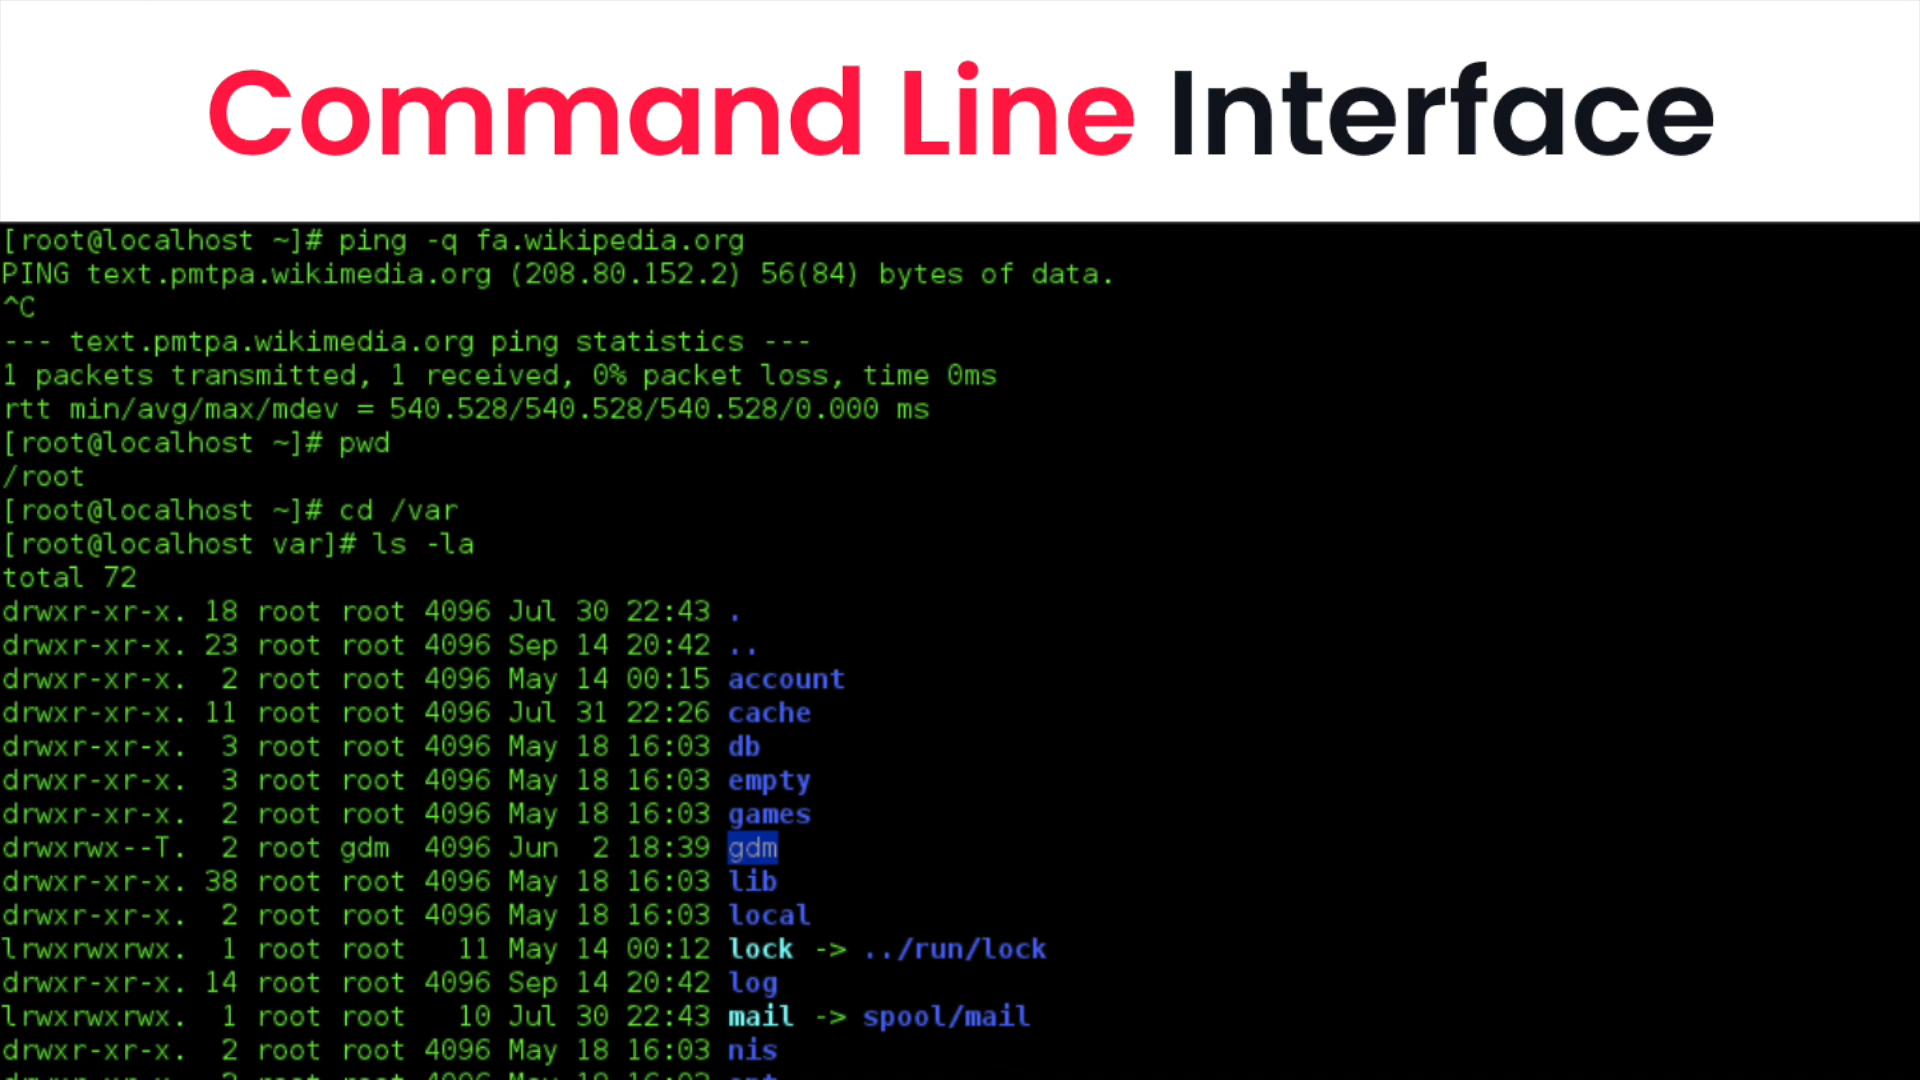 Command Line Interface
[root@localhost ~]# ping -q fa.wikipedia.org
PING text.pmtpa.wikimedia.org (208.80.152.2) 56(84) bytes of data.
^C
--- text.pmtpa.wikimedia.org ping statistics ---
1 packets transmitted, 1 received, 0% packet loss, time 0ms
rtt min/avg/max/mdev = 540.528/540.528/540.528/0.000 ms
[root@localhost ~]# pwd
/root
[root@localhost ~]# cd /var
[root@localhost var]# ls -la
total 72
drwxr-xr-x. 18 root root 4096 Jul 30 22:43 .
drwxr-xr-x. 23 root root 4096 Sep 14 20:42 ..
drwxr-xr-x.  2 root root 4096 May 14 00:15 account
drwxr-xr-x. 11 root root 4096 Jul 31 22:26 cache
drwxr-xr-x.  3 root root 4096 May 18 16:03 db
drwxr-xr-x.  3 root root 4096 May 18 16:03 empty
drwxr-xr-x.  2 root root 4096 May 18 16:03 games
drwxrwx--T.  2 root gdm  4096 Jun  2 18:39 gdm
drwxr-xr-x. 38 root root 4096 May 18 16:03 lib
drwxr-xr-x.  2 root root 4096 May 18 16:03 local
lrwxrwxrwx.  1 root root   11 May 14 00:12 lock -> ../run/lock
drwxr-xr-x. 14 root root 4096 Sep 14 20:42 log
lrwxrwxrwx.  1 root root   10 Jul 30 22:43 mail -> spool/mail
drwxr-xr-x.  2 root root 4096 May 18 16:03 nis